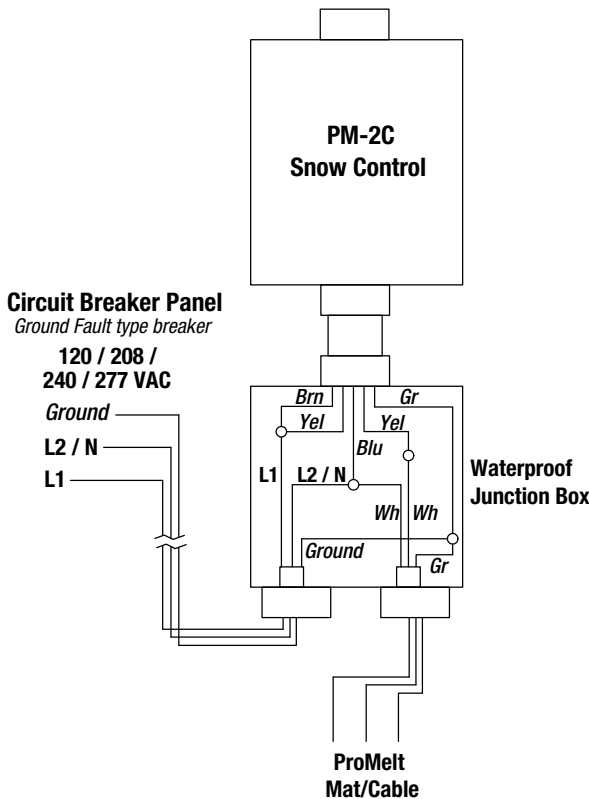 PM-2C
Snow Control
Circuit Breaker Panel
Ground Fault type breaker
120 / 208 /
240 / 277 VAC
Ground
L2 / N
L1
Brn
Gr
Yel
Yel
Blu
L1
L2 / N
Wh
Wh
Ground
Gr
Waterproof
Junction Box
ProMelt
Mat/Cable